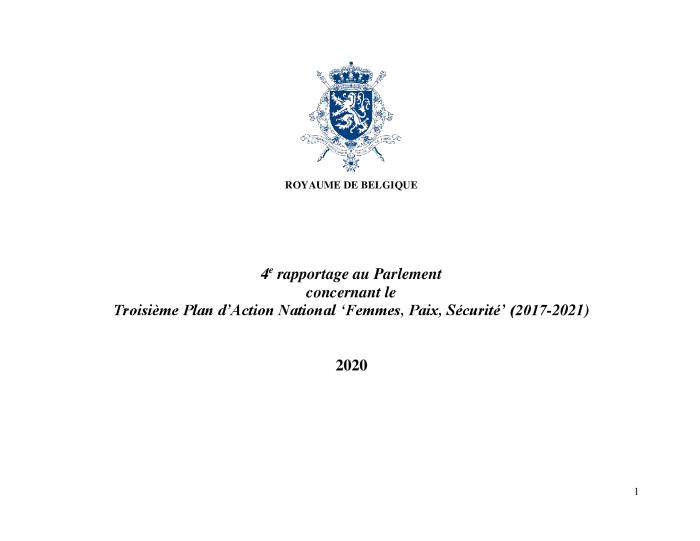 ROYAUME DE BELGIQUE
4e rapportage au Parlement
concernant le
Troisième Plan d’Action National ‘Femmes, Paix, Sécurité’ (2017-2021)
2020
1